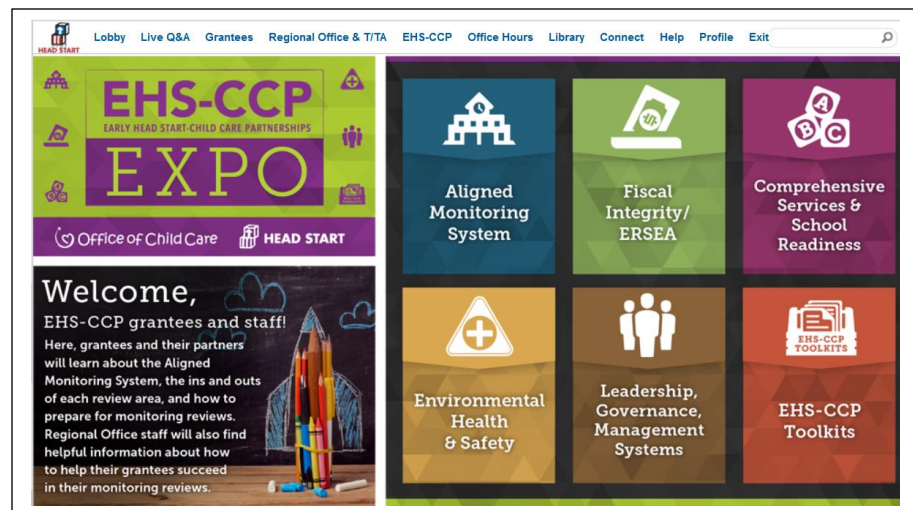 HEAD START
Lobby Live Q&A Grantees Regional Office & T/TA EHS-CCP Office Hours Library Connect Help Profile Exit
EHS-CCP
EARLY HEAD START-CHILD CARE PARTNERSHIPS
EXPO
Office of Child Care HEAD START
Welcome,
EHS-CCP grantees and staff!
Here, grantees and their partners
will learn about the Aligned
Monitoring System, the ins and outs
of each review area, and how to
prepare for monitoring reviews.
Regional Office staff will also find
helpful information about how
to help their grantees succeed
in their monitoring reviews.
Aligned
Monitoring
System
Fiscal
Integrity/
ERSEA
A
B C
Comprehensive
Services &
School
Readiness
Environmental
Health
& Safety
Leadership,
Governance,
Management
Systems
EHS-CCP
TOOLKITS
EHS-CCP
Toolkits